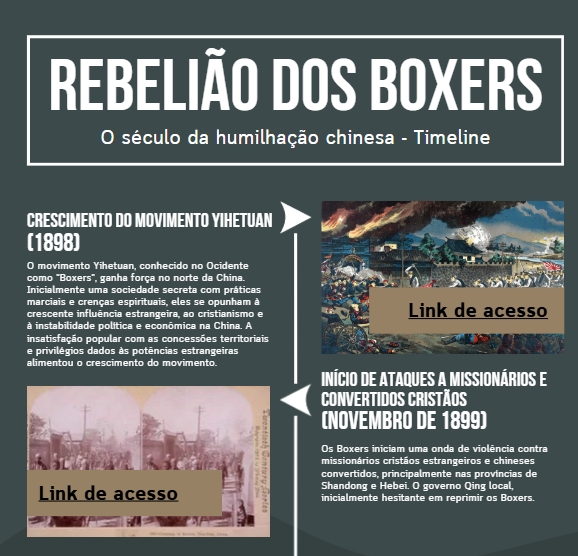 REBELIÃO DOS BOXERS
O século da humilhação chinesa - Timeline
CRESCIMENTO DO MOVIMENTO YIHETUAN
(1898)
O movimento Yihetuan, conhecido no Ocidente
como "Boxers", ganha força no norte da China.
Inicialmente uma sociedade secreta com práticas
marciais e crenças espirituais, eles se opunham à
crescente influência estrangeira, ao cristianismo e
à instabilidade política e econômica na China. A
insatisfação popular com as concessões territoriais
e privilégios dados às potências estrangeiras
alimentou o crescimento do movimento.
Link de acesso
INÍCIO DE ATAQUES A MISSIONÁRIOS E
CONVERTIDOS CRISTÃOS
(NOVEMBRO DE 1899)
Os Boxers iniciam uma onda de violência contra
missionários cristãos estrangeiros e chineses
convertidos, principalmente nas províncias de
Shandong e Hebei. O governo Qing local,
inicialmente hesitante em reprimir os Boxers.
Link de acesso